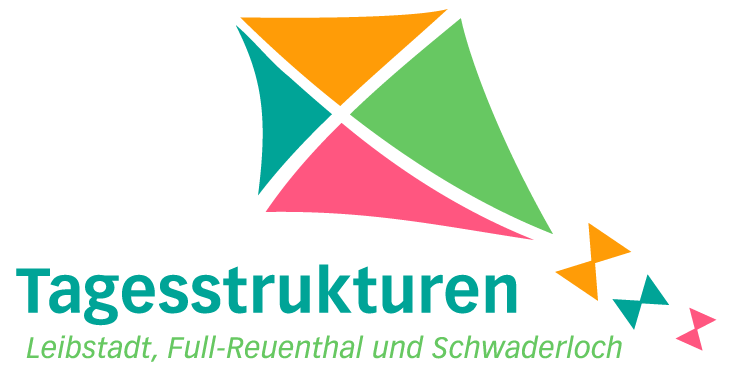 Tagesstrukturen
Leibstadt, Full-Reuenthal und Schwaderloch